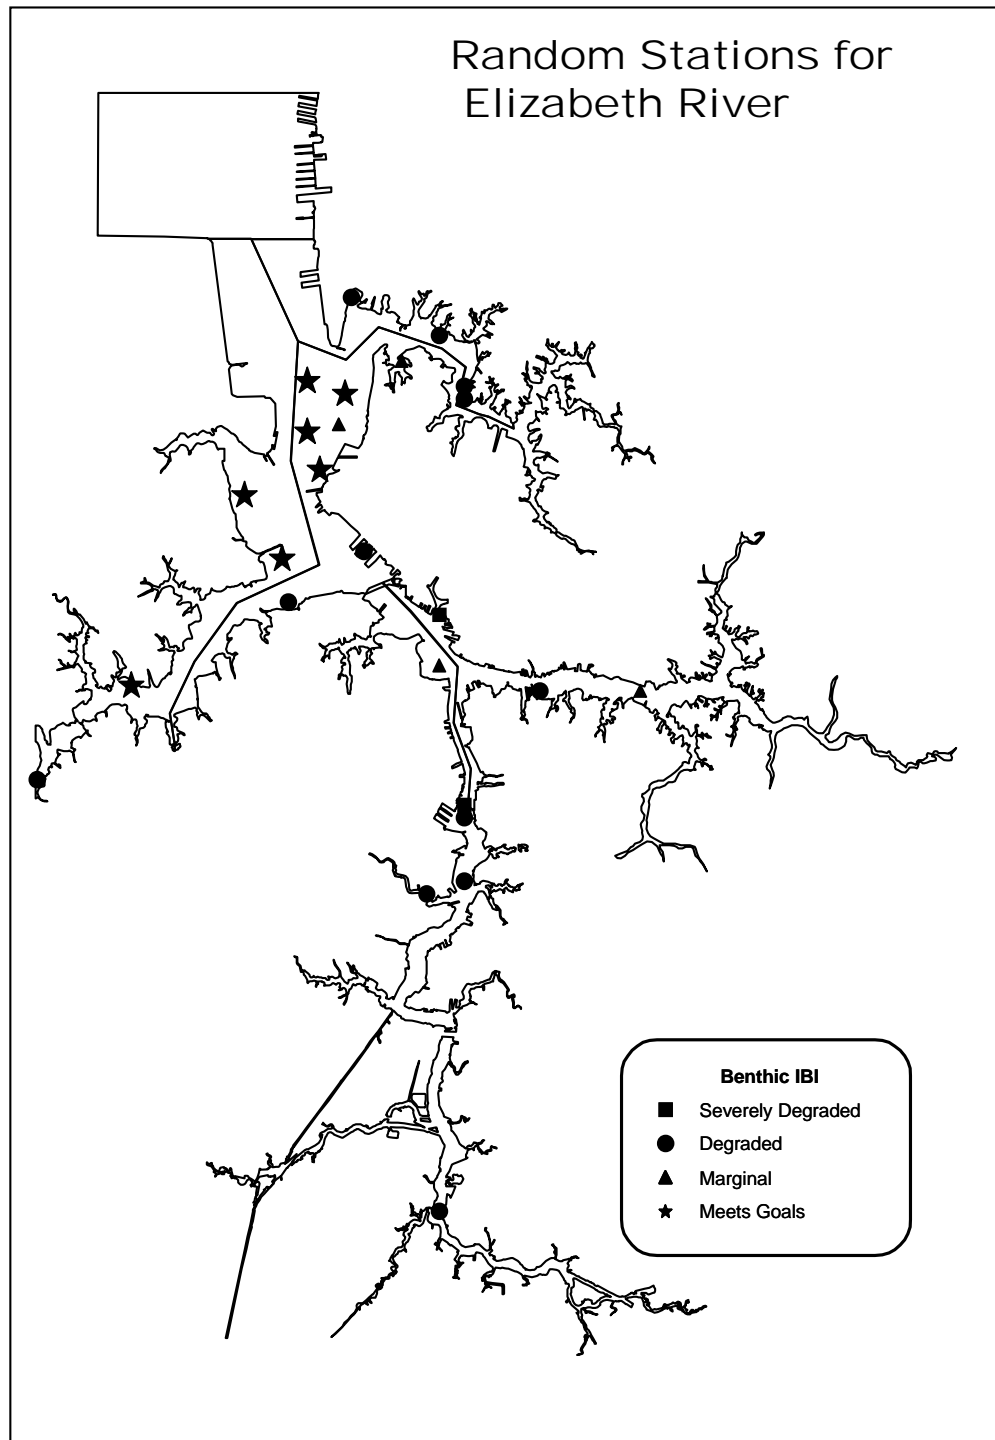 Random Stations for
Elizabeth River
Benthic IBI
Severely Degraded
Degraded
Marginal
Meets Goals